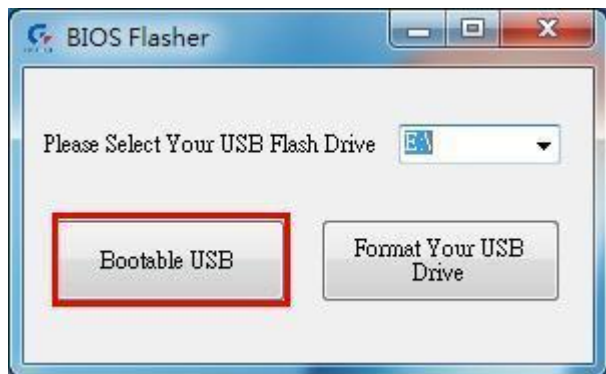 BIOS Flasher
Please Select Your USB Flash Drive E:\
Bootable USB
Format Your USB
Drive